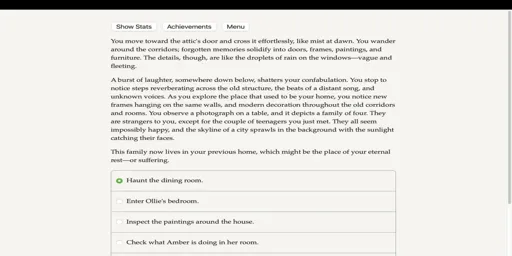 Show Stats Achievements Menu
You move toward the attic's door and cross it effortlessly, like mist at dawn. You wander
around the corridors; forgotten memories solidify into doors, frames, paintings, and
furniture. The details, though, are like the droplets of rain on the windows—vague and
fleeting.
A burst of laughter, somewhere down below, shatters your confabulation. You stop to
notice steps reverberating across the old structure, the beats of a distant song, and
unknown voices. As you explore the place that used to be your home, you notice new
frames hanging on the same walls, and modern decoration throughout the old corridors
and rooms. You observe a photograph on a table, and it depicts a family of four. They
are strangers to you, except for the couple of teenagers you just met. They all seem
impossibly happy, and the skyline of a city sprawls in the background with the sunlight
catching their faces.
This family now lives in your previous home, which might be the place of your eternal
rest—or suffering.
Haunt the dining room.
Enter Ollie's bedroom.
Inspect the paintings around the house.
Check what Amber is doing in her room.